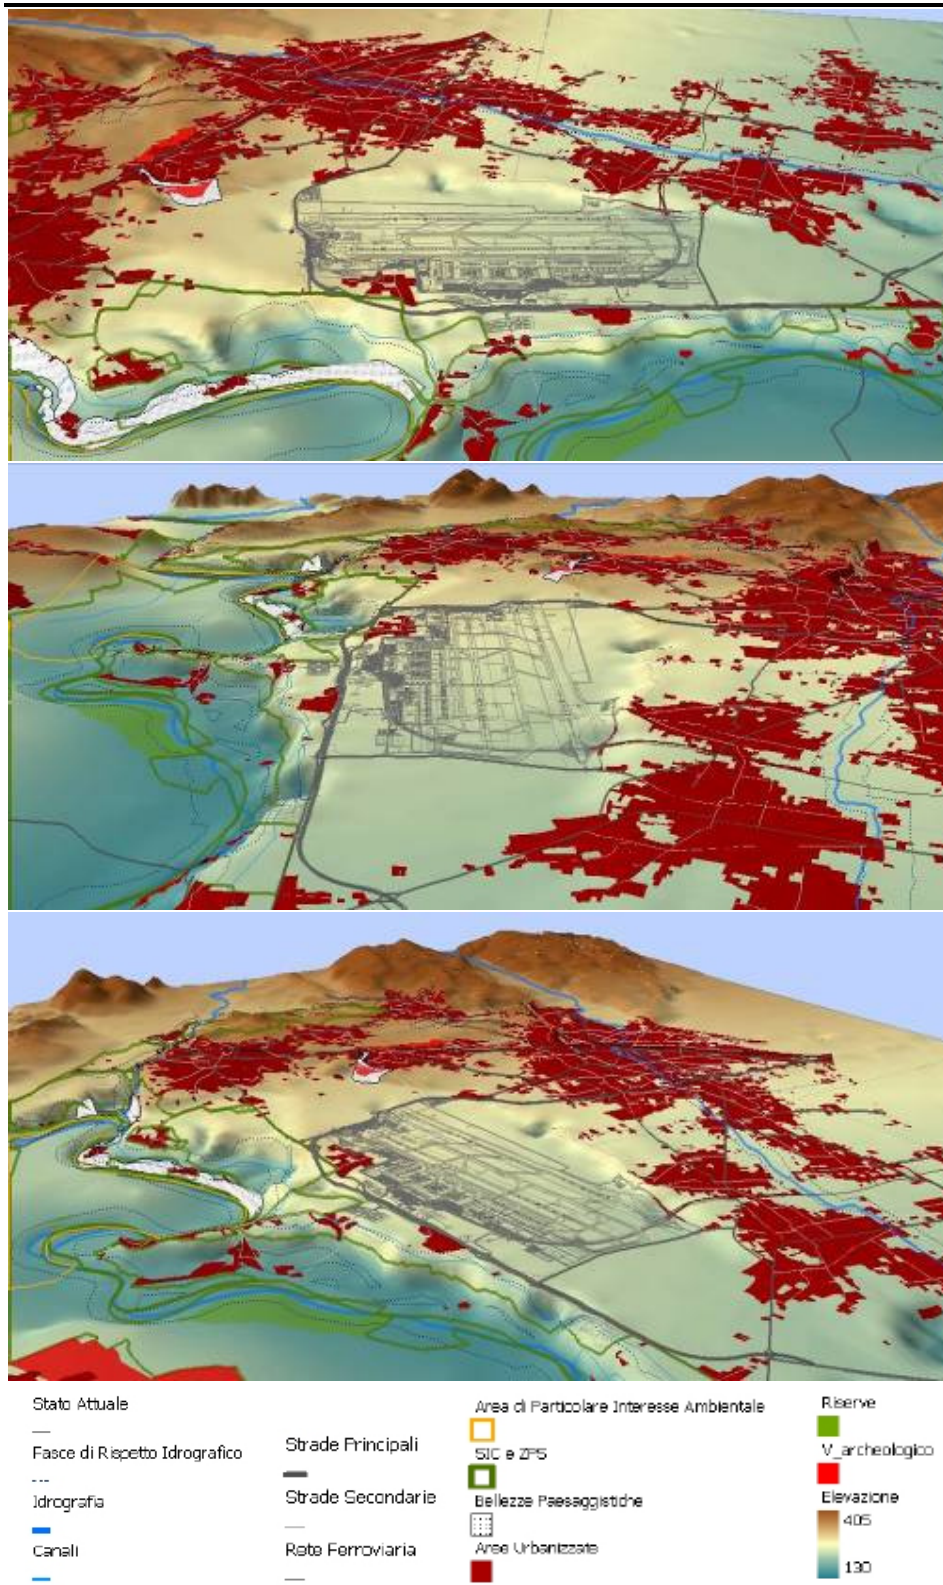 Stato Attuale
Fasce di Rispetto Idrografico
Idrografia
Canali
Strade Principali
Strade Secondarie
Rete Ferroviaria
Area di Particolare Interesse Ambientale
SIC e ZPS
Bellezze Paesaggistiche
Aree Urbanizzate
Riserve
V_archeologico
Elevazione
405
130